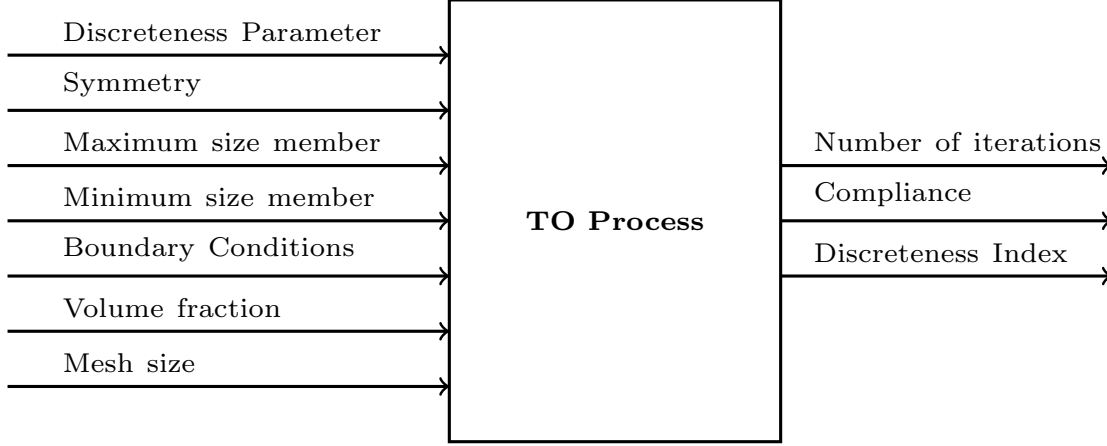 Discreteness Parameter
Symmetry
Maximum size member
Minimum size member
Boundary Conditions
Volume fraction
Mesh size
TO Process
Number of iterations
Compliance
Discreteness Index